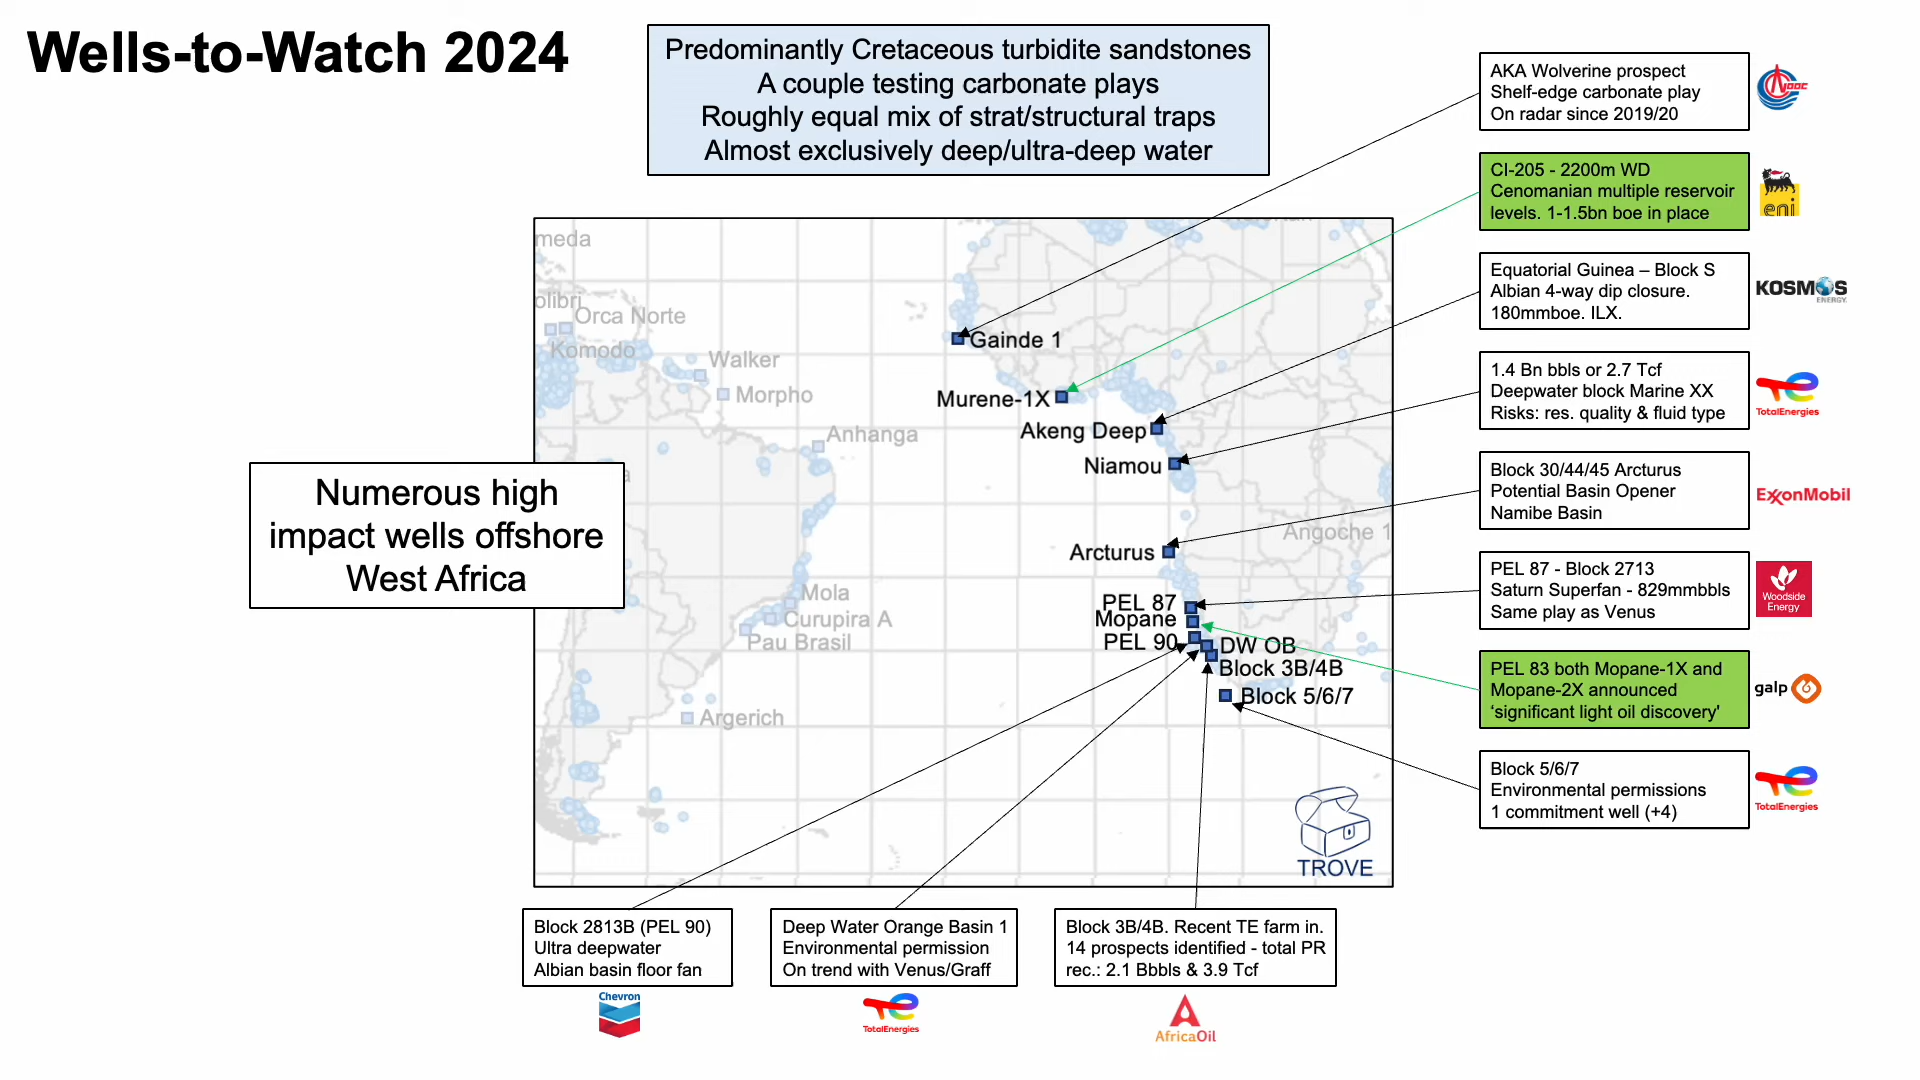 Wells-to-Watch 2024
Predominantly Cretaceous turbidite sandstones
A couple testing carbonate plays
Roughly equal mix of strat/structural traps
Almost exclusively deep/ultra-deep water
Numerous high
impact wells offshore
West Africa
meda
olibri
Orca Norte
Komodo
Walker
Morpho
Anhanga
Mola
Curupira A
Pau Brasil
Argerich
Angoche 1
Gainde 1
Murene-1X
Akeng Deep
Niamou
Arcturus
PEL 87
Mopane
PEL 90
DW OB
Block 3B/4B
Block 5/6/7
TROVE
AKA Wolverine prospect
Shelf-edge carbonate play
On radar since 2019/20
CNOOC
CI-205 - 2200m WD
Cenomanian multiple reservoir
levels. 1-1.5bn boe in place
eni
Equatorial Guinea – Block S
Albian 4-way dip closure.
180mmboe. ILX.
KOSMOS
ENERGY
1.4 Bn bbls or 2.7 Tcf
Deepwater block Marine XX
Risks: res. quality & fluid type
TotalEnergies
Block 30/44/45 Arcturus
Potential Basin Opener
Namibe Basin
ExxonMobil
PEL 87 - Block 2713
Saturn Superfan - 829mmbbls
Same play as Venus
Woodside
Energy
PEL 83 both Mopane-1X and
Mopane-2X announced
‘significant light oil discovery'
galp
Block 5/6/7
Environmental permissions
1 commitment well (+4)
TotalEnergies
Block 2813B (PEL 90)
Ultra deepwater
Albian basin floor fan
Chevron
Deep Water Orange Basin 1
Environmental permission
On trend with Venus/Graff
TotalEnergies
Block 3B/4B. Recent TE farm in.
14 prospects identified - total PR
rec.: 2.1 Bbbls & 3.9 Tcf
AfricaOil